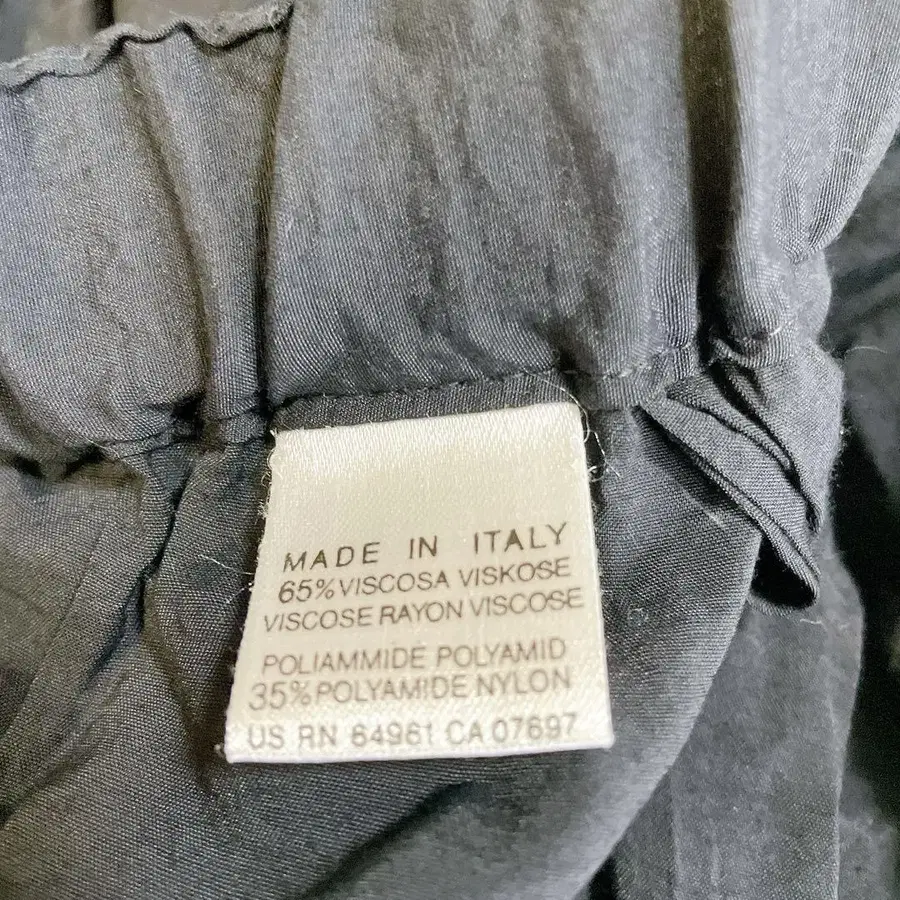 MADE IN ITALY
65% VISCOSA VISKOSE
VISCOSE RAYON VISCOSE
POLIAMMIDE POLYAMID
35% POLYAMIDE NYLON
US RN 64961 CA 07697